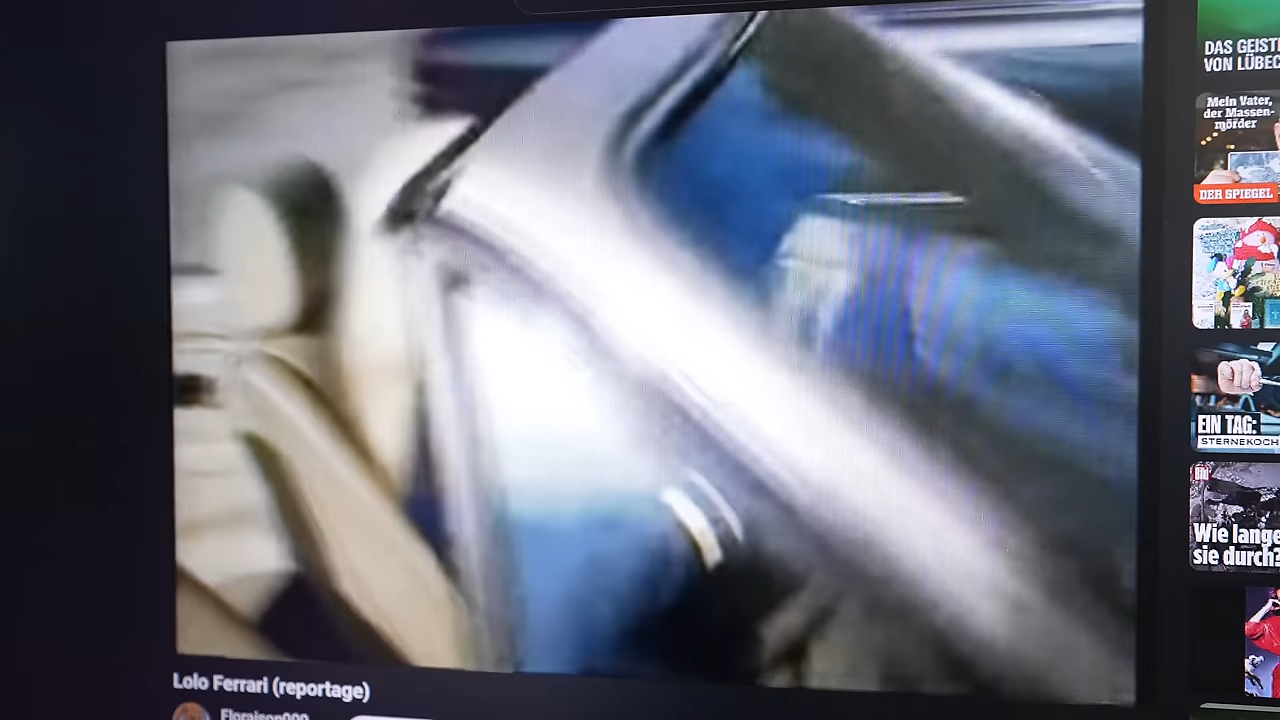 Lolo Ferrari (reportage)
Floraison000
DAS GEIST
VON LÜBEC
Mein Vater,
der Massen-
mörder
DER SPIEGEL
EIN TAG:
STERNEKOCH
Wie lange
sie durch?